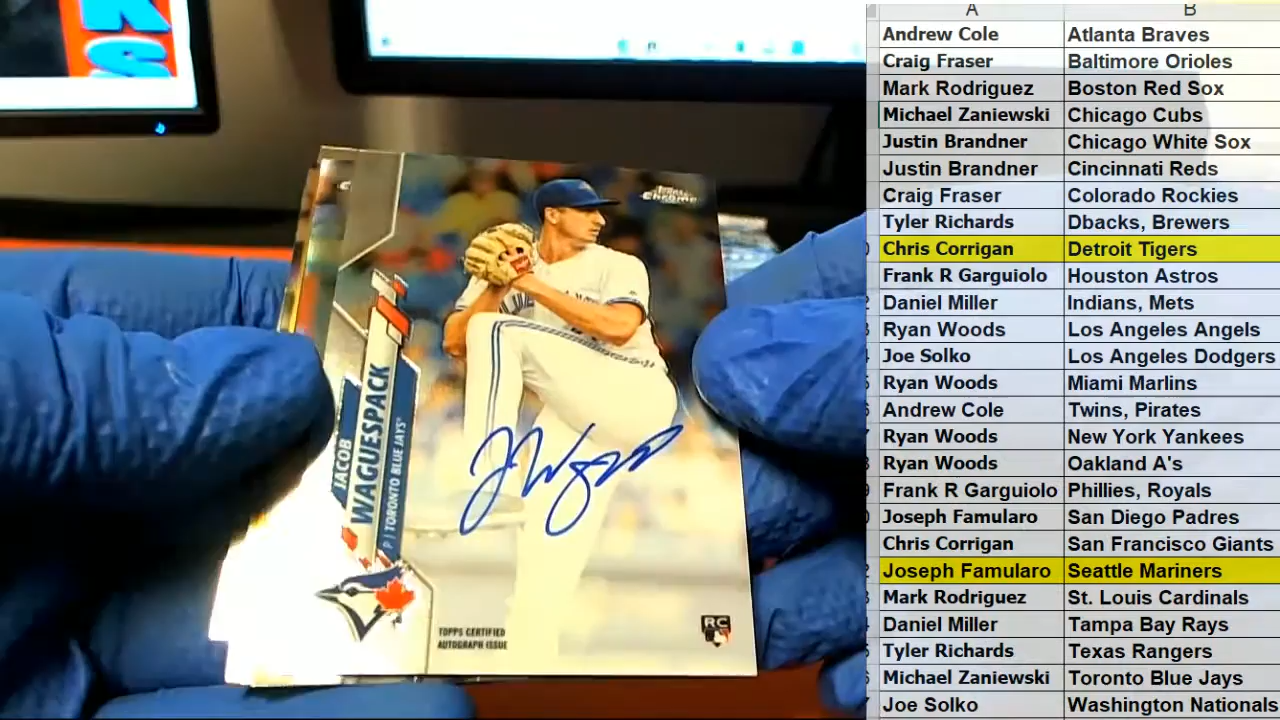 KS
Topps
Chrome
JACOB
WAGUESPACK
P | TORONTO BLUE JAYS
TOPPS CERTIFIED
AUTOGRAPH ISSUE
RC
A B
Andrew Cole Atlanta Braves
Craig Fraser Baltimore Orioles
Mark Rodriguez Boston Red Sox
Michael Zaniewski Chicago Cubs
Justin Brandner Chicago White Sox
Justin Brandner Cincinnati Reds
Craig Fraser Colorado Rockies
Tyler Richards Dbacks, Brewers
Chris Corrigan Detroit Tigers
Frank R Garguiolo Houston Astros
Daniel Miller Indians, Mets
Ryan Woods Los Angeles Angels
Joe Solko Los Angeles Dodgers
Ryan Woods Miami Marlins
Andrew Cole Twins, Pirates
Ryan Woods New York Yankees
Ryan Woods Oakland A's
Frank R Garguiolo Phillies, Royals
Joseph Famularo San Diego Padres
Chris Corrigan San Francisco Giants
Joseph Famularo Seattle Mariners
Mark Rodriguez St. Louis Cardinals
Daniel Miller Tampa Bay Rays
Tyler Richards Texas Rangers
Michael Zaniewski Toronto Blue Jays
Joe Solko Washington Nationals